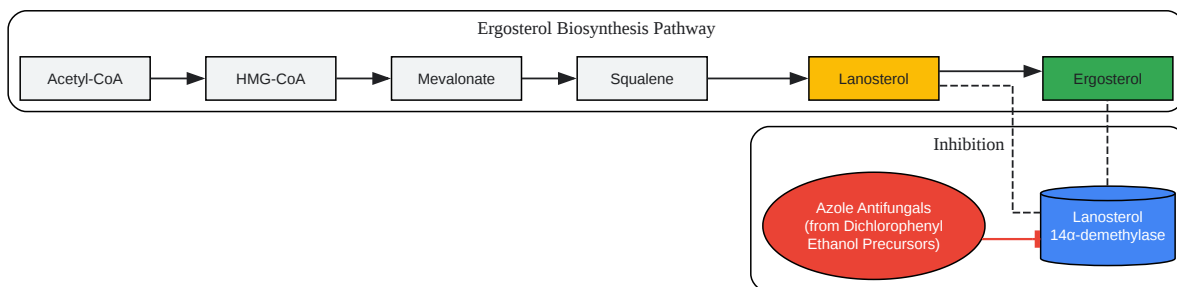 Ergosterol Biosynthesis Pathway
Acetyl-CoA
HMG-CoA
Mevalonate
Squalene
Lanosterol
Ergosterol
Inhibition
Azole Antifungals
(from Dichlorophenyl
Ethanol Precursors)
Lanosterol
14α-demethylase